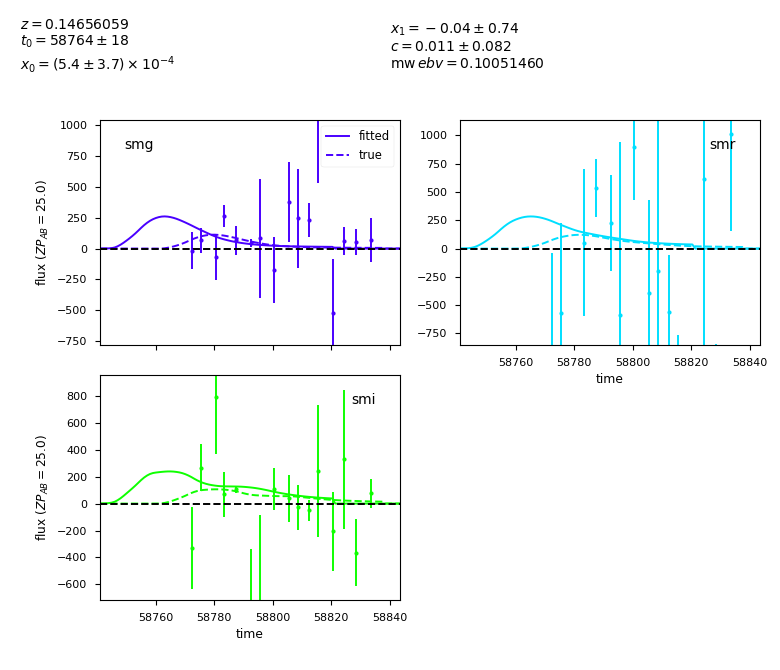 z = 0.14656059
t₀ = 58764 ± 18
x₀ = (5.4 ± 3.7) × 10⁻⁴
x₁ = −0.04 ± 0.74
c = 0.011 ± 0.082
mw ebv = 0.10051460
smg
fitted
true
1000
750
500
250
0
−250
−500
−750
flux (ZP_AB = 25.0)
smr
1000
750
500
250
0
−250
−500
−750
58760 58780 58800 58820 58840
time
smi
800
600
400
200
0
−200
−400
−600
flux (ZP_AB = 25.0)
58760 58780 58800 58820 58840
time